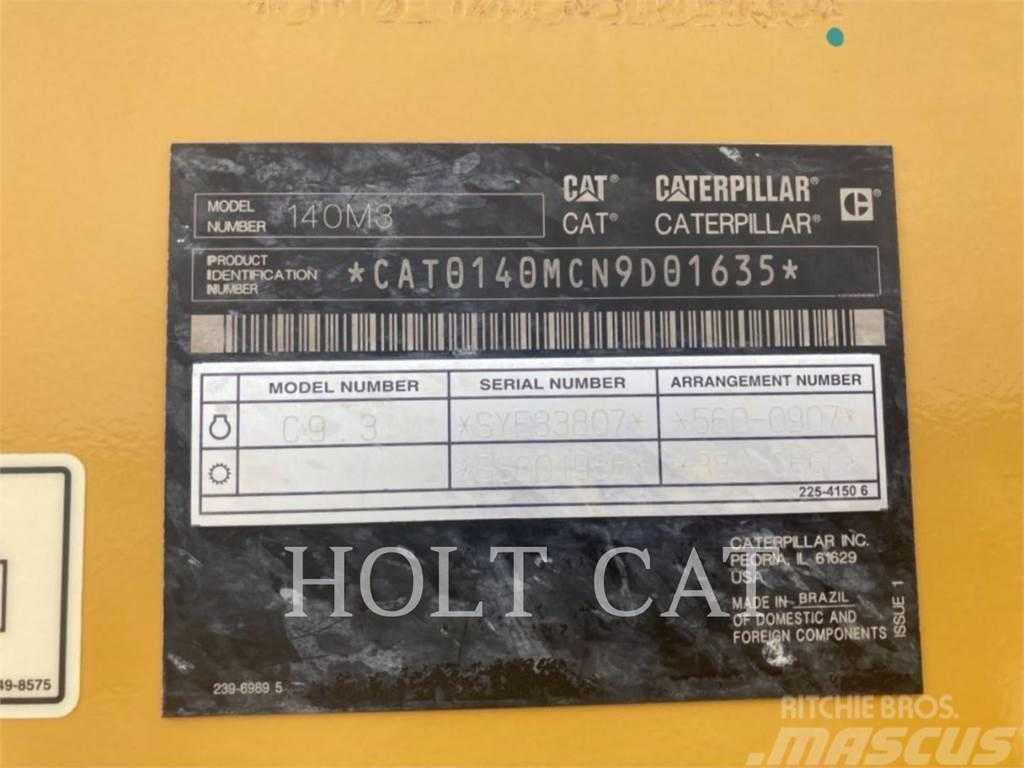 MODEL NUMBER 140M3
CAT® CATERPILLAR®
CAT® CATERPILLAR®
PRODUCT
IDENTIFICATION
NUMBER
*CAT0140MCN9D01635*
MODEL NUMBER SERIAL NUMBER ARRANGEMENT NUMBER
C9.3 *SYE33807* *560-0907*
225-4150 6
CATERPILLAR INC.
PEORIA, IL 61629
USA
MADE IN BRAZIL
OF DOMESTIC AND
FOREIGN COMPONENTS
ISSUE 1
239-6989 5
49-8575
HOLT CAT
RITCHIE BROS.
MASCUS